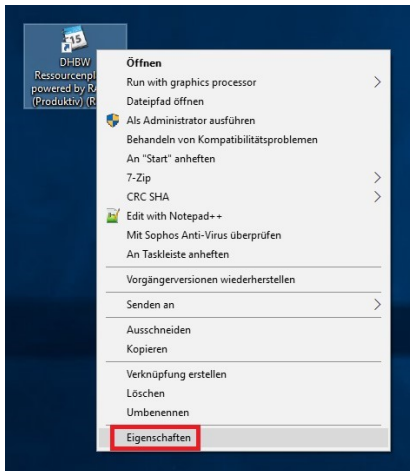 15
DHBW
Ressourcenpl
powered by
(Produktiv)
Öffnen
Run with graphics processor
Dateipfad öffnen
Als Administrator ausführen
Behandeln von Kompatibilitätsproblemen
An "Start" anheften
7-Zip
CRC SHA
Edit with Notepad++
Mit Sophos Anti-Virus überprüfen
An Taskleiste anheften
Vorgängerversionen wiederherstellen
Senden an
Ausschneiden
Kopieren
Verknüpfung erstellen
Löschen
Umbenennen
Eigenschaften